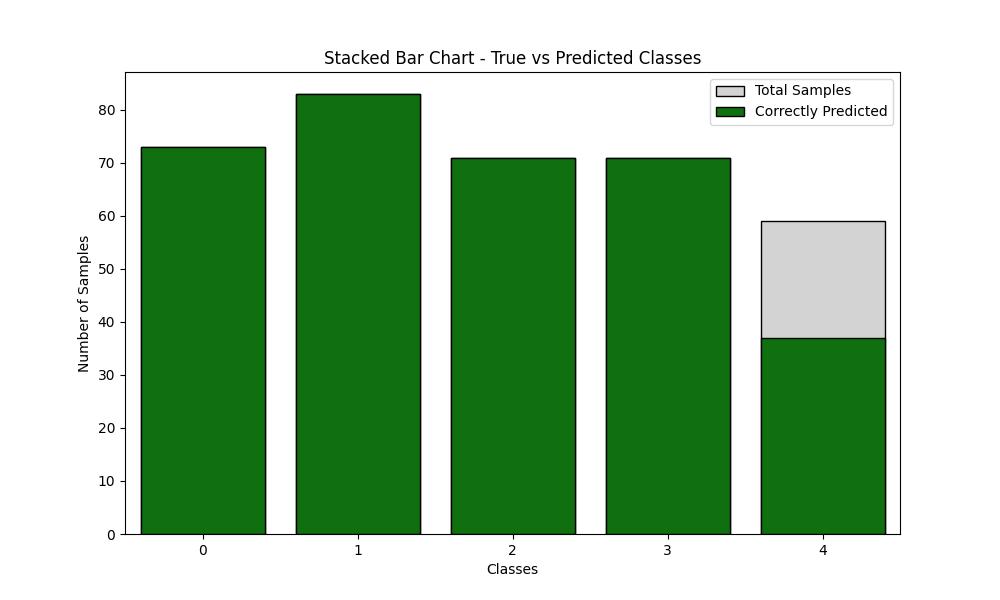 Stacked Bar Chart - True vs Predicted Classes
Total Samples
Correctly Predicted
80
70
60
50
40
30
20
10
0
Number of Samples
0 1 2 3 4
Classes